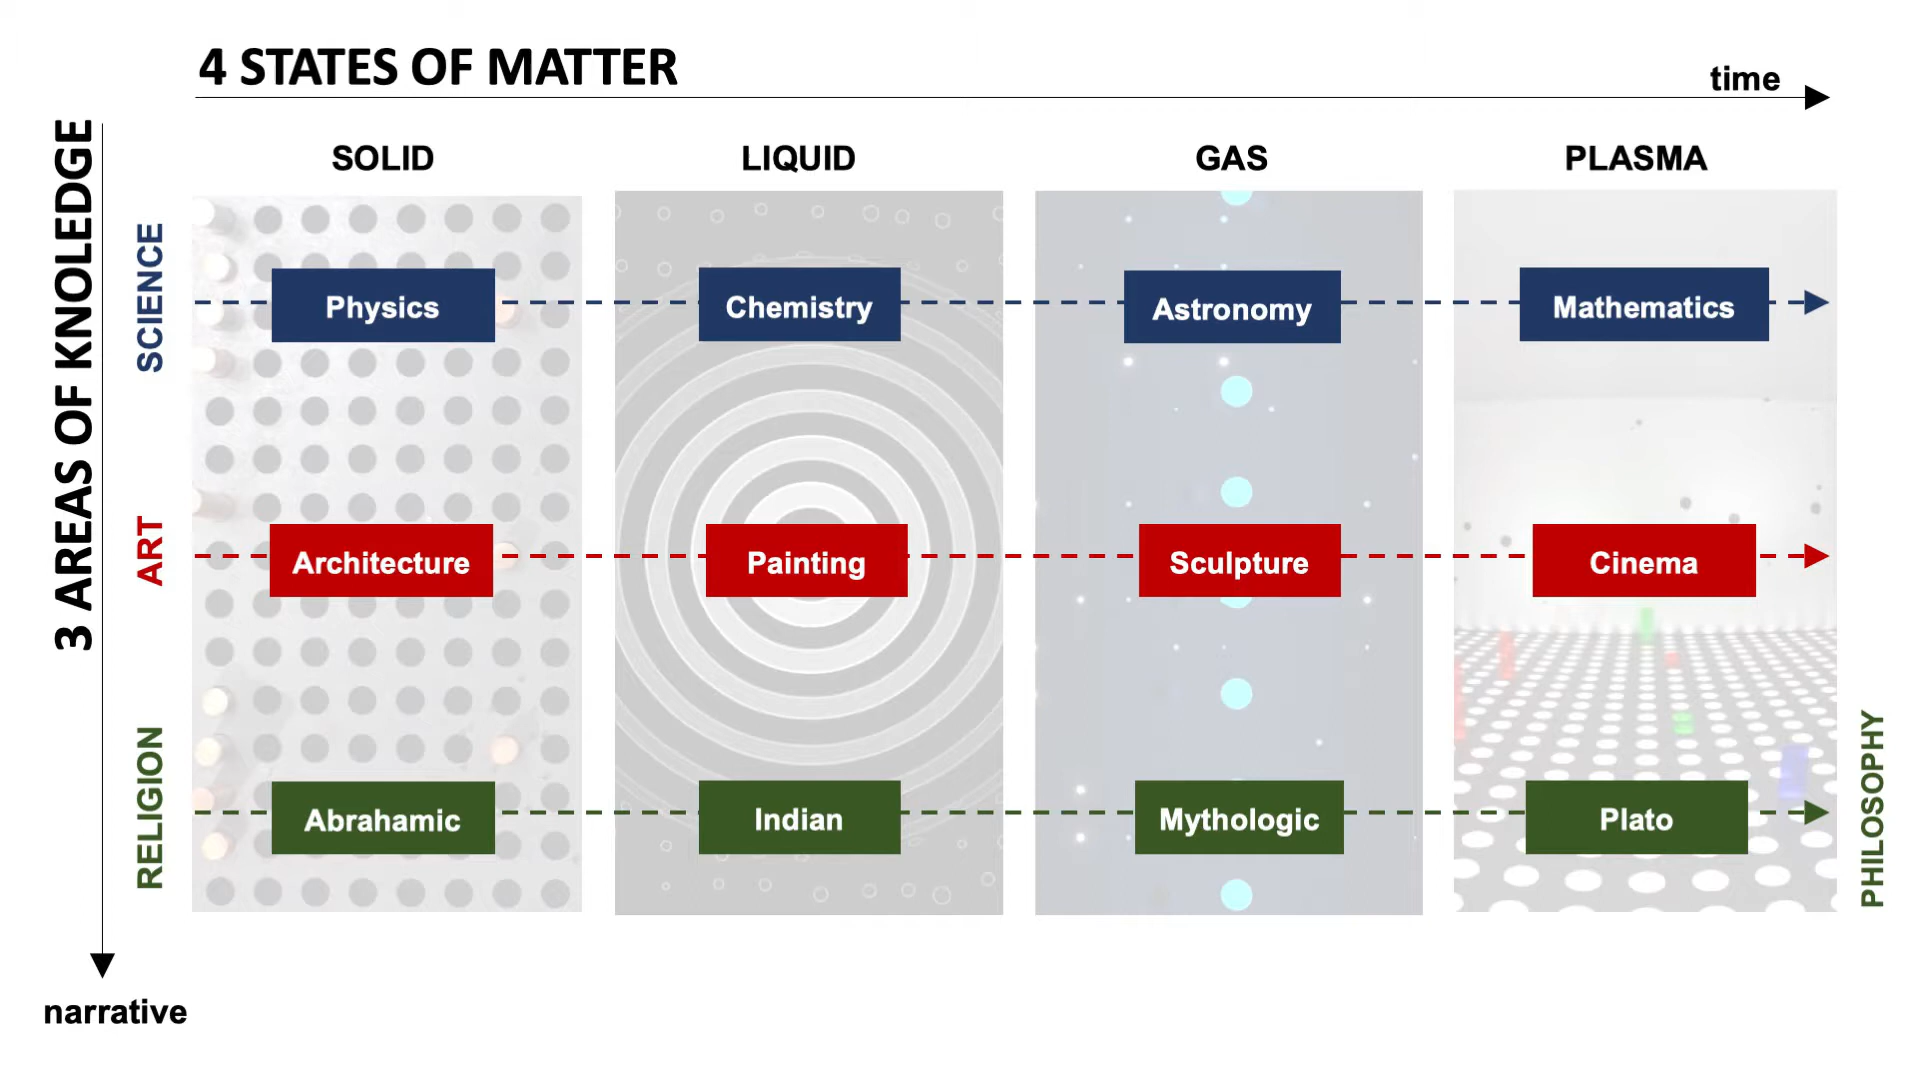 4 STATES OF MATTER
time
3 AREAS OF KNOLEDGE
SOLID
LIQUID
GAS
PLASMA
SCIENCE
Physics
Chemistry
Astronomy
Mathematics
ART
Architecture
Painting
Sculpture
Cinema
RELIGION
Abrahamic
Indian
Mythologic
Plato
PHILOSOPHY
narrative